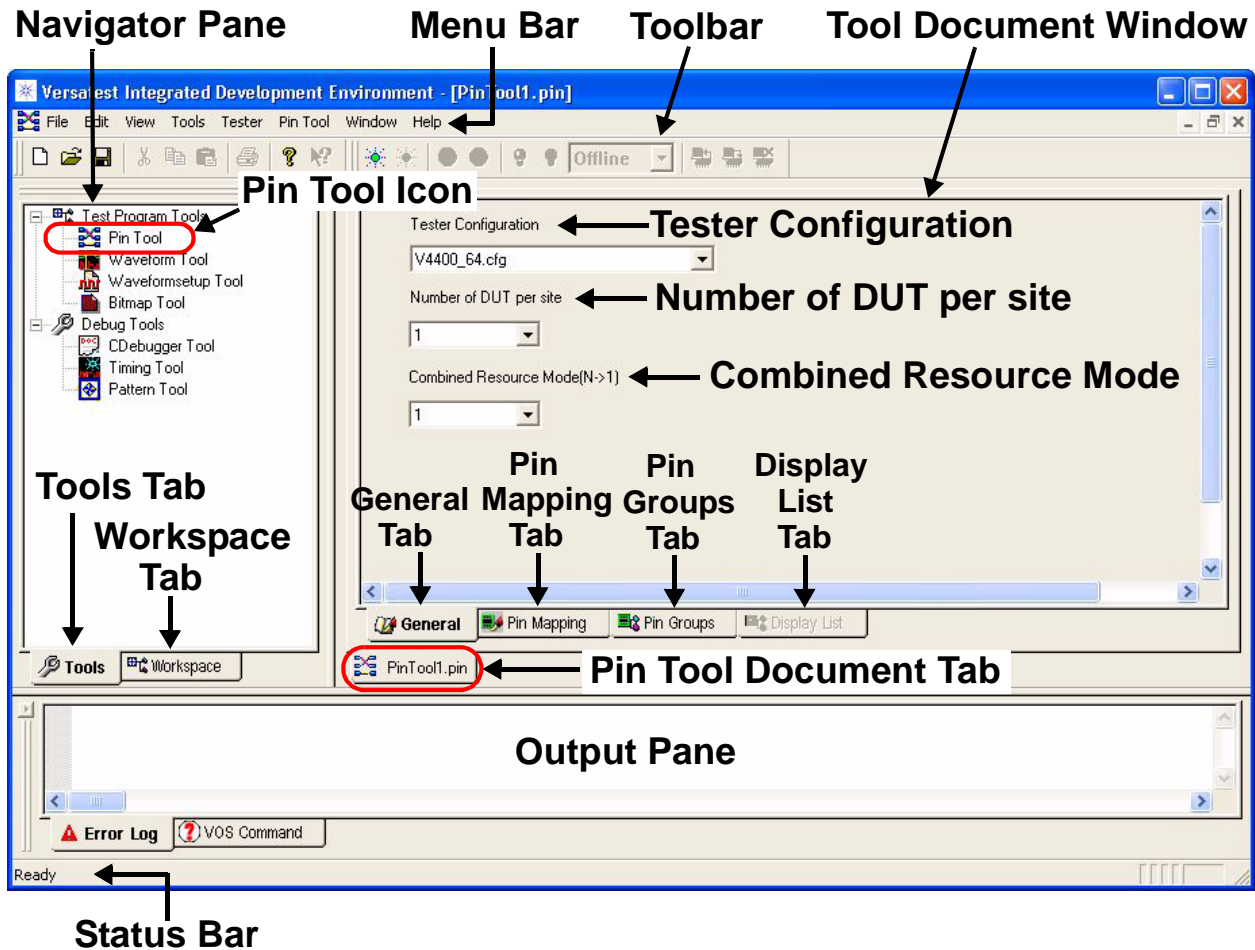 Navigator Pane
Menu Bar
Toolbar
Tool Document Window
Versatest Integrated Development Environment - [PinTool1.pin]
File Edit View Tools Tester Pin Tool Window Help
Offline
Pin Tool Icon
Test Program Tools
Pin Tool
Waveform Tool
Waveformsetup Tool
Bitmap Tool
Debug Tools
CDebugger Tool
Timing Tool
Pattern Tool
Tester Configuration
Tester Configuration
V4400_64.cfg
Number of DUT per site
Number of DUT per site
1
Combined Resource Mode(N->1)
Combined Resource Mode
1
Tools Tab
Workspace
Tab
General
Tab
Pin
Mapping
Tab
Pin
Groups
Tab
Display
List
Tab
General
Pin Mapping
Pin Groups
Display List
Tools
Workspace
PinTool1.pin
Pin Tool Document Tab
Output Pane
Error Log
VOS Command
Ready
Status Bar